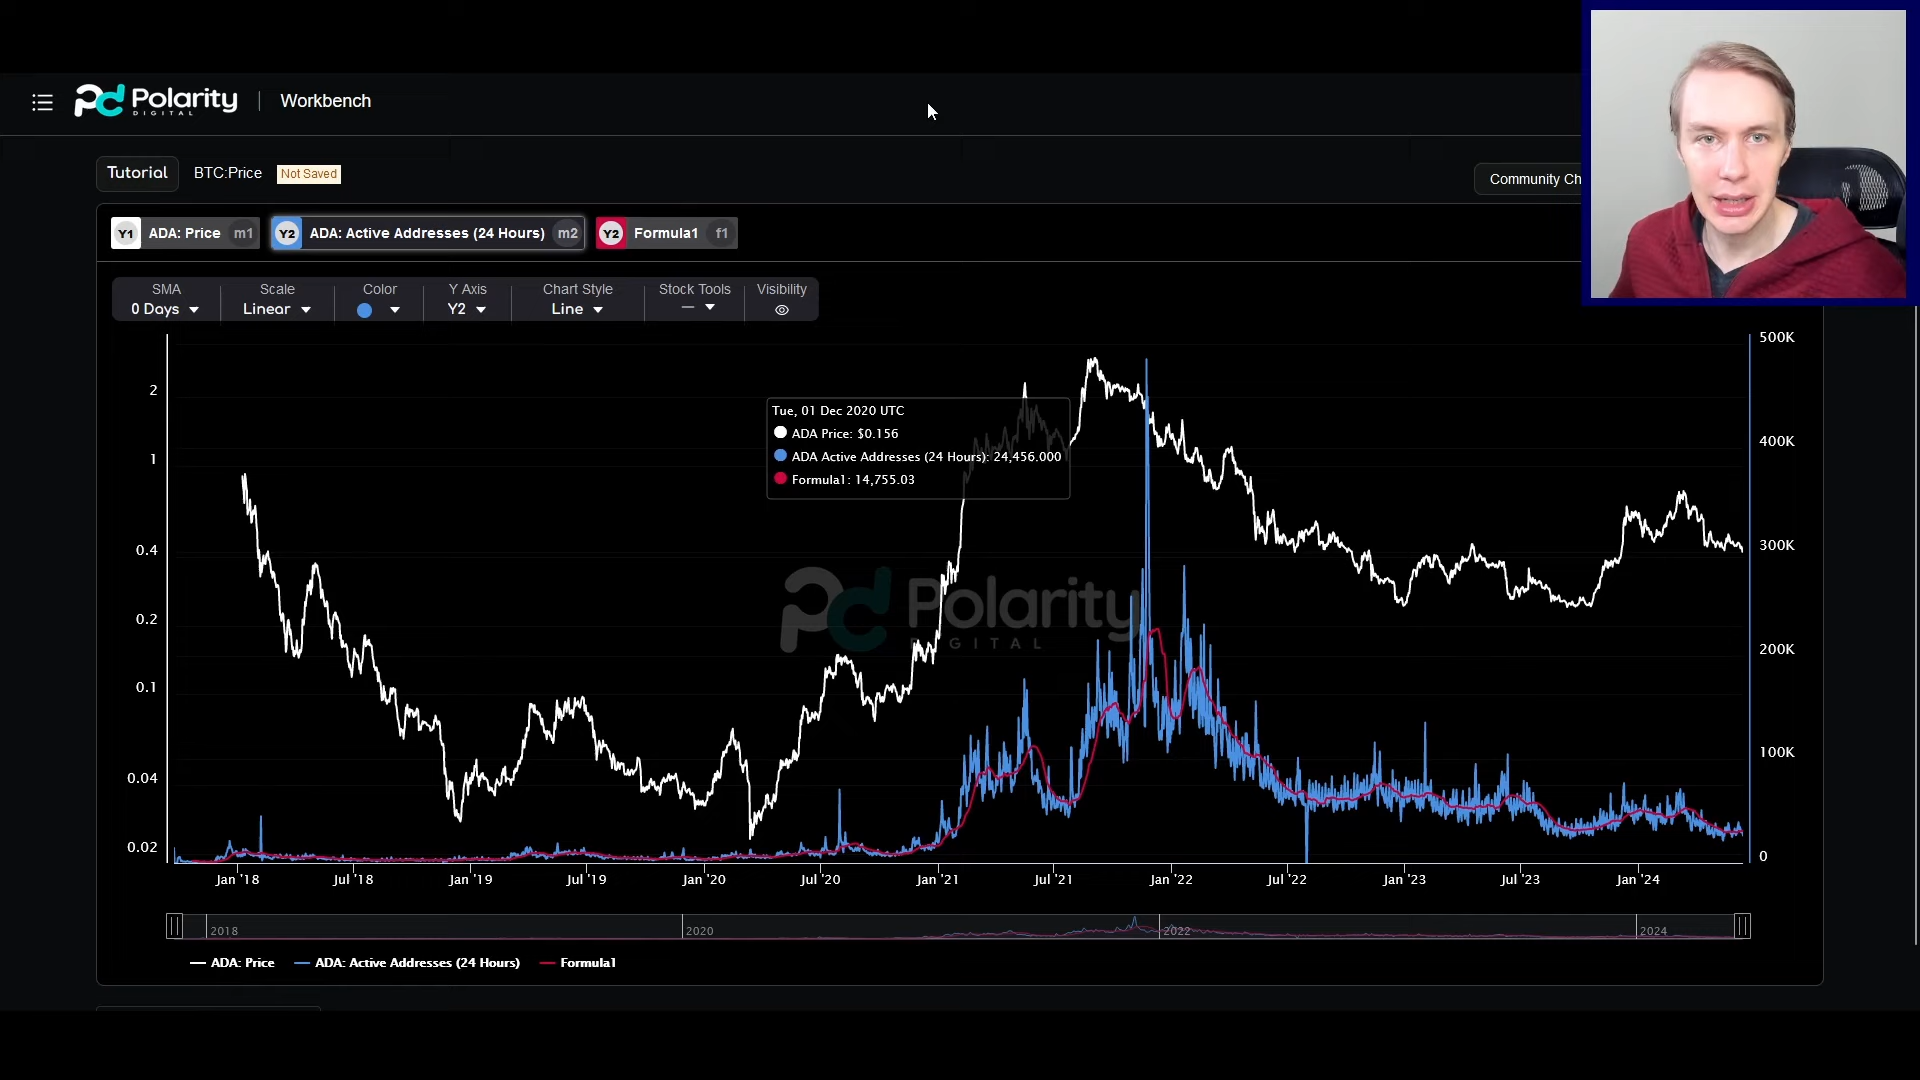 Polarity
DIGITAL
Workbench
Tutorial
BTC:Price
Not Saved
Community Ch
Y1 ADA: Price m1
Y2 ADA: Active Addresses (24 Hours) m2
Y2 Formula1 f1
SMA
0 Days
Scale
Linear
Color
Y Axis
Y2
Chart Style
Line
Stock Tools
Visibility
2
1
0.4
0.2
0.1
0.04
0.02
500K
400K
300K
200K
100K
0
Tue, 01 Dec 2020 UTC
ADA Price: $0.156
ADA Active Addresses (24 Hours): 24,456.000
Formula1: 14,755.03
Polarity
DIGITAL
Jan '18
Jul '18
Jan '19
Jul '19
Jan '20
Jul '20
Jan '21
Jul '21
Jan '22
Jul '22
Jan '23
Jul '23
Jan '24
2018
2020
2022
2024
ADA: Price
ADA: Active Addresses (24 Hours)
Formula1